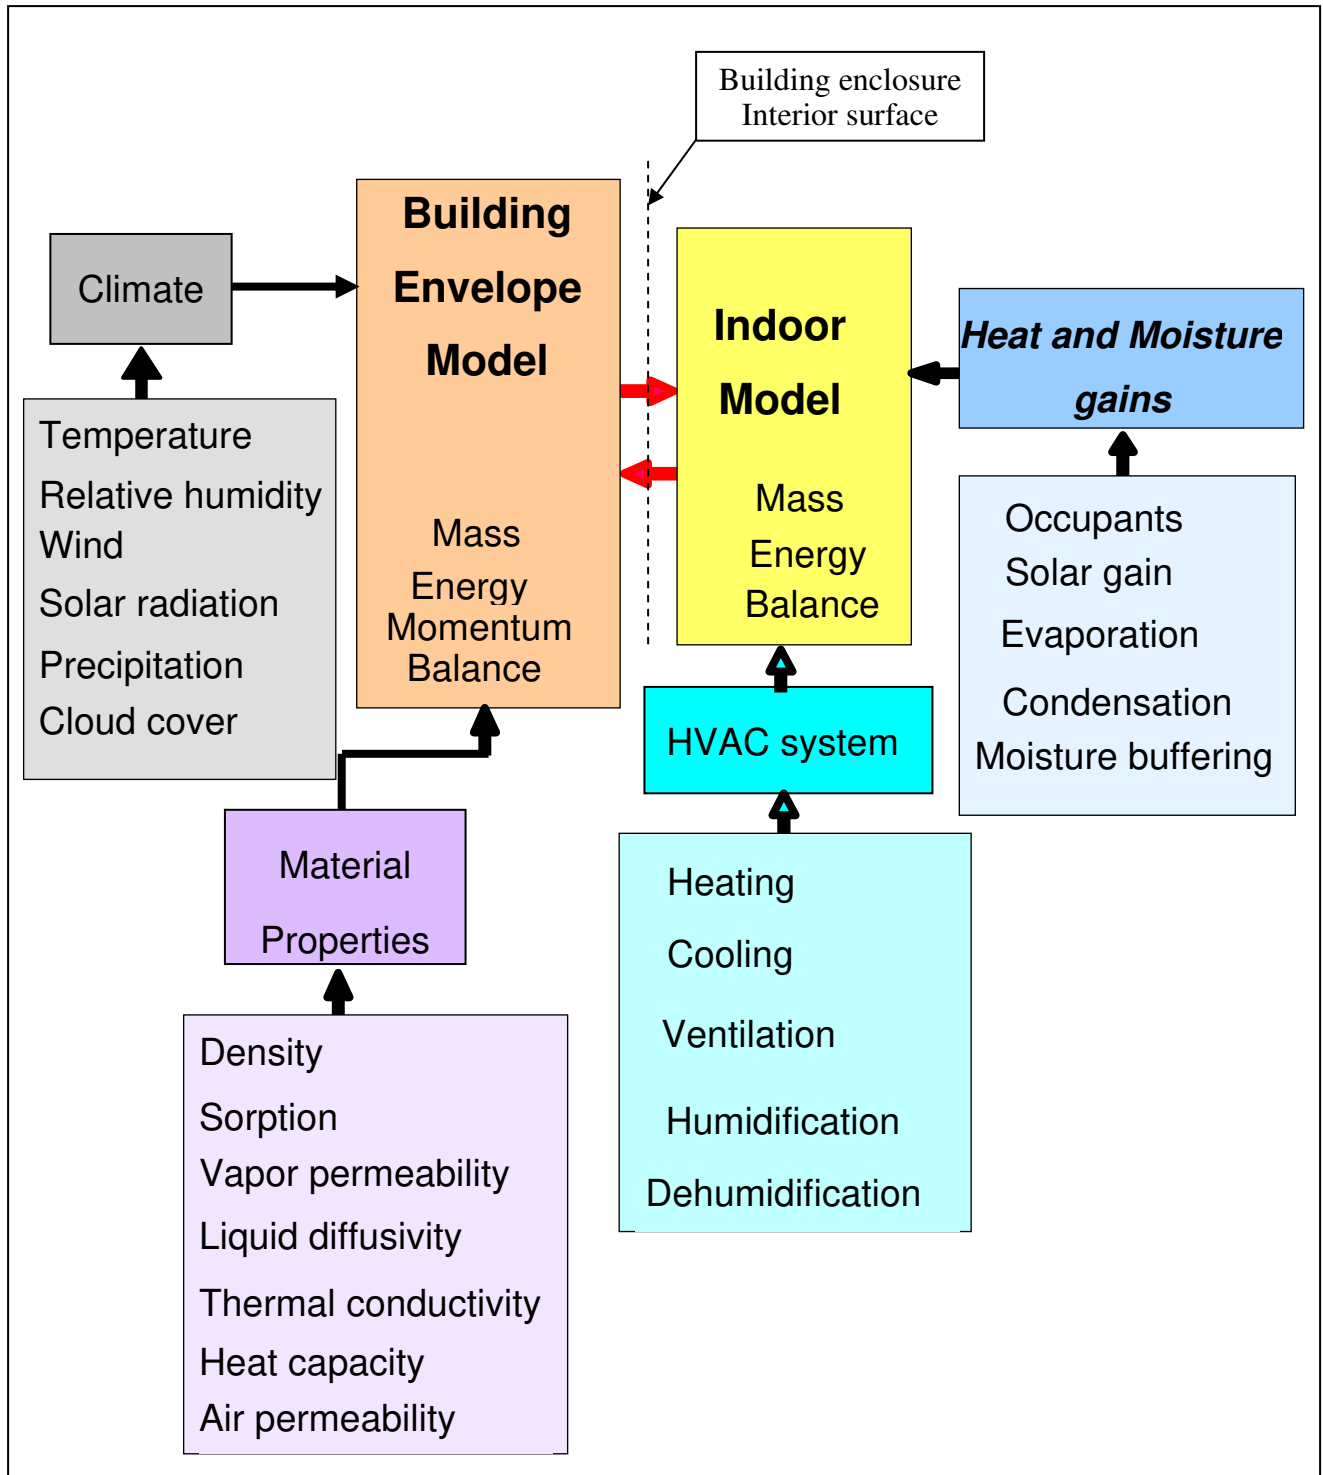 Building enclosure
Interior surface
Building
Envelope
Model
Mass
Energy
Momentum
Balance
Climate
Temperature
Relative humidity
Wind
Solar radiation
Precipitation
Cloud cover
Indoor
Model
Mass
Energy
Balance
Heat and Moisture
gains
Occupants
Solar gain
Evaporation
Condensation
Moisture buffering
HVAC system
Heating
Cooling
Ventilation
Humidification
Dehumidification
Material
Properties
Density
Sorption
Vapor permeability
Liquid diffusivity
Thermal conductivity
Heat capacity
Air permeability